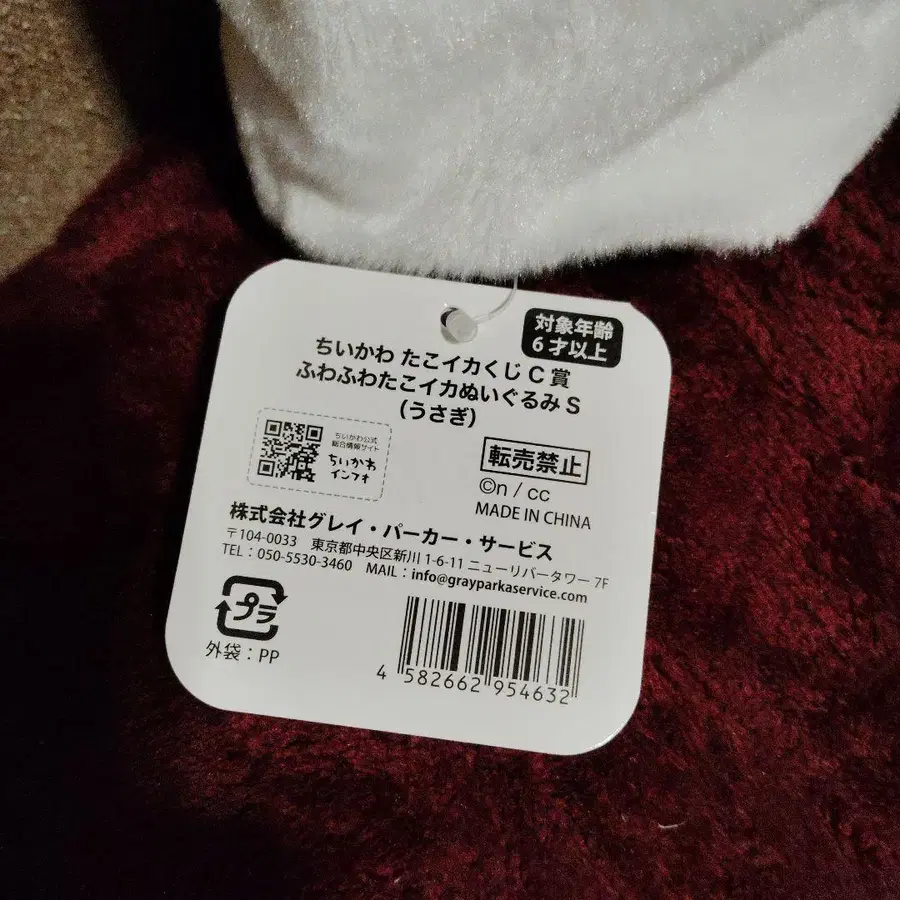 対象年齢
6才以上
ちいかわ たこイカくじ C 賞
ふわふわたこイカぬいぐるみ S
(うさぎ)
ちいかわ公式
総合情報サイト
ちいかわ
インフォ
転売禁止
©n / cc
MADE IN CHINA
株式会社グレイ・パーカー・サービス
〒104-0033 東京都中央区新川 1-6-11 ニューリバータワー 7F
TEL：050-5530-3460 MAIL：info@grayparkaservice.com
プラ
外袋：PP
4 582662 954632